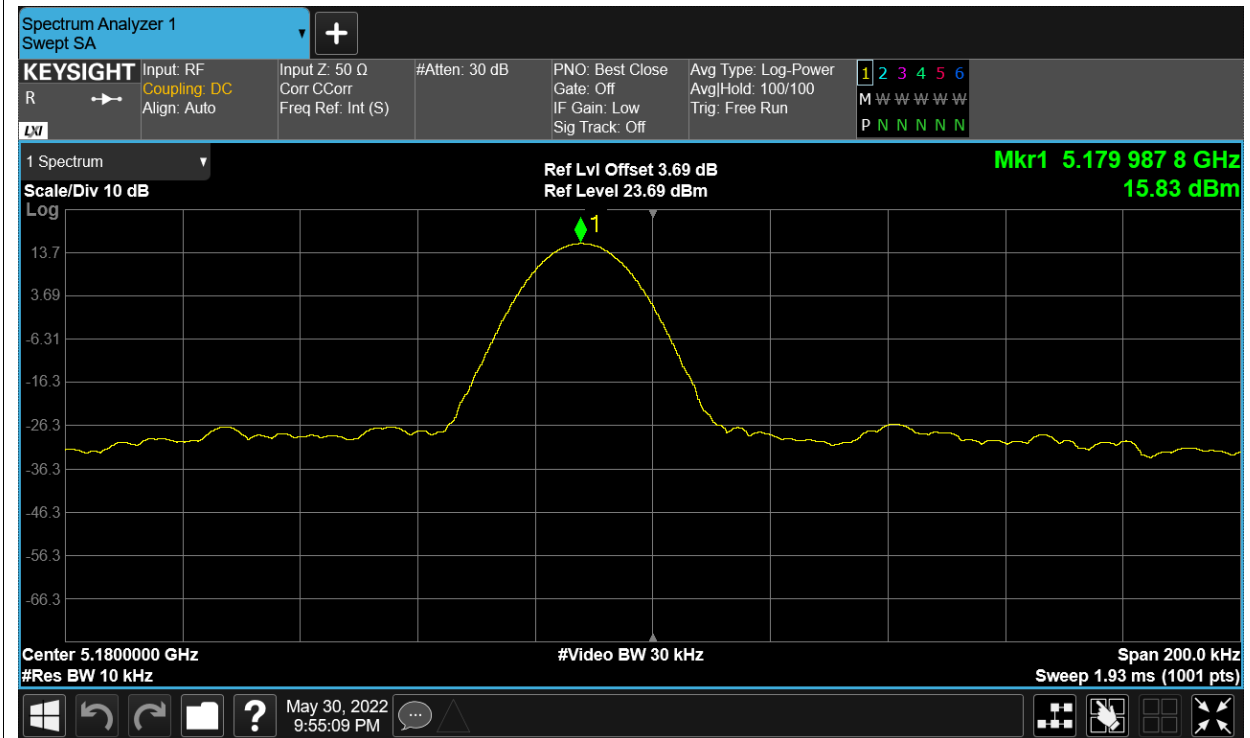 Spectrum Analyzer 1
Swept SA
+
KEYSIGHT
R
LXI
Input: RF
Coupling: DC
Align: Auto
Input Z: 50 Ω
Corr CCorr
Freq Ref: Int (S)
#Atten: 30 dB
PNO: Best Close
Gate: Off
IF Gain: Low
Sig Track: Off
Avg Type: Log-Power
Avg|Hold: 100/100
Trig: Free Run
1 2 3 4 5 6
M W W W W W
P N N N N N
1 Spectrum
Scale/Div 10 dB
Log
Ref Lvl Offset 3.69 dB
Ref Level 23.69 dBm
Mkr1 5.179 987 8 GHz
15.83 dBm
1
13.7
3.69
-6.31
-16.3
-26.3
-36.3
-46.3
-56.3
-66.3
Center 5.1800000 GHz
#Video BW 30 kHz
Span 200.0 kHz
#Res BW 10 kHz
Sweep 1.93 ms (1001 pts)
?
May 30, 2022
9:55:09 PM